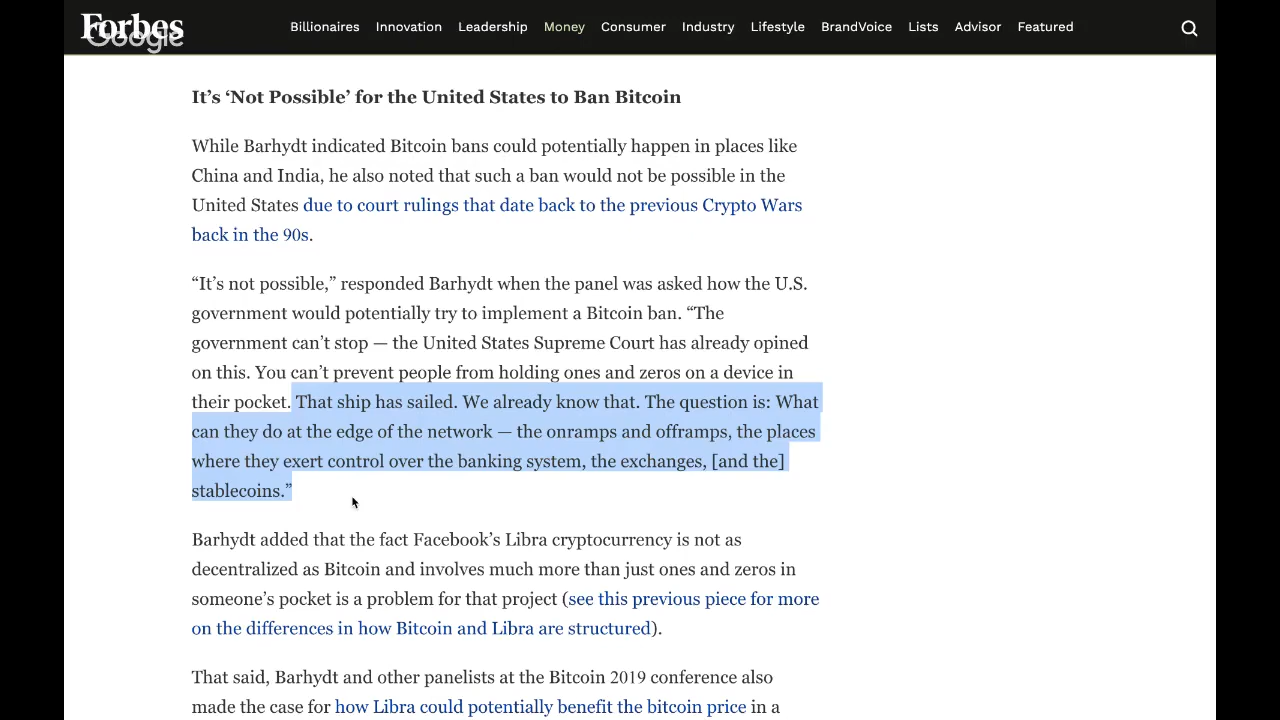 Forbes
Google
Billionaires Innovation Leadership Money Consumer Industry Lifestyle BrandVoice Lists Advisor Featured
It’s ‘Not Possible’ for the United States to Ban Bitcoin
While Barhydt indicated Bitcoin bans could potentially happen in places like
China and India, he also noted that such a ban would not be possible in the
United States due to court rulings that date back to the previous Crypto Wars
back in the 90s.
“It’s not possible,” responded Barhydt when the panel was asked how the U.S.
government would potentially try to implement a Bitcoin ban. “The
government can’t stop — the United States Supreme Court has already opined
on this. You can’t prevent people from holding ones and zeros on a device in
their pocket. That ship has sailed. We already know that. The question is: What
can they do at the edge of the network — the onramps and offramps, the places
where they exert control over the banking system, the exchanges, [and the]
stablecoins.”
Barhydt added that the fact Facebook’s Libra cryptocurrency is not as
decentralized as Bitcoin and involves much more than just ones and zeros in
someone’s pocket is a problem for that project (see this previous piece for more
on the differences in how Bitcoin and Libra are structured).
That said, Barhydt and other panelists at the Bitcoin 2019 conference also
made the case for how Libra could potentially benefit the bitcoin price in a